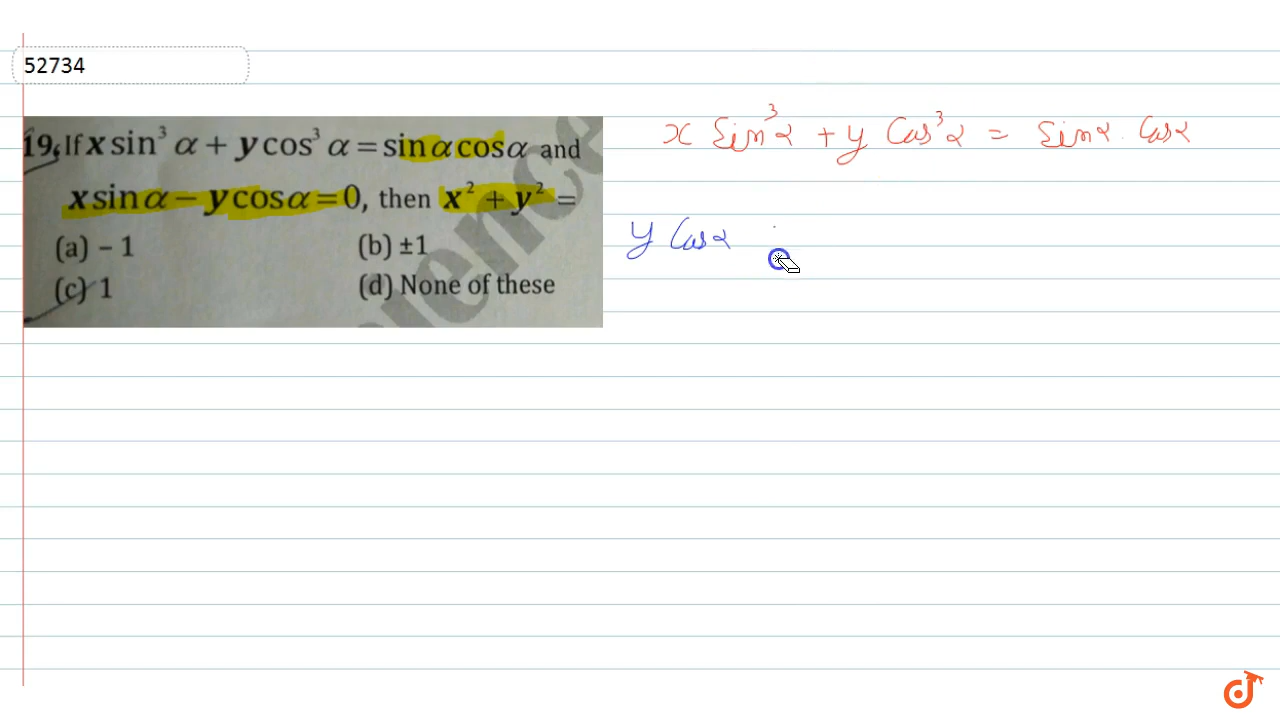 52734
19. If x sin³ α + y cos³ α = sin α cos α and
x sin α – y cos α = 0, then x² + y² =
(a) – 1 (b) ±1
(c) 1 (d) None of these
x sin³α + y cos³α = sinα . cosα
y cosα